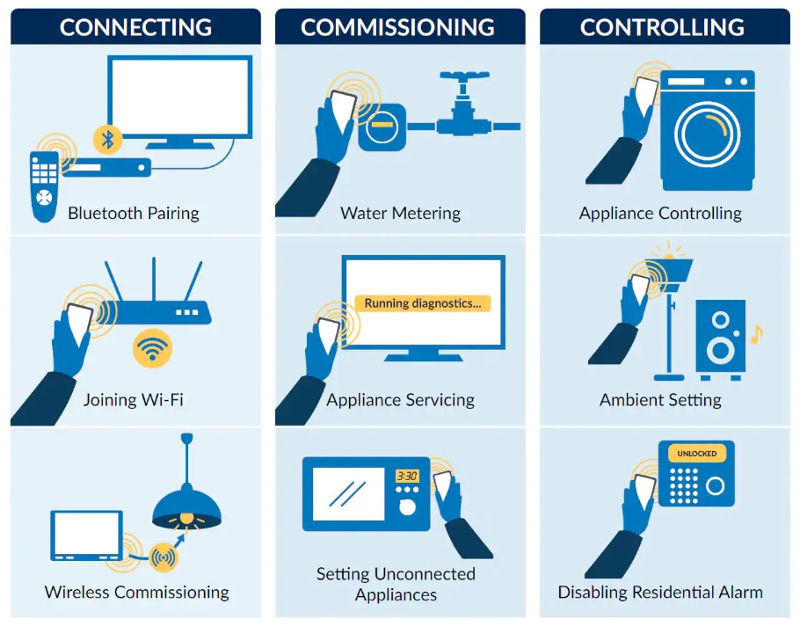 CONNECTING
COMMISSIONING
CONTROLLING
Bluetooth Pairing
Water Metering
Appliance Controlling
Running diagnostics...
Joining Wi-Fi
Appliance Servicing
Ambient Setting
3:30
UNLOCKED
Wireless Commissioning
Setting Unconnected
Appliances
Disabling Residential Alarm